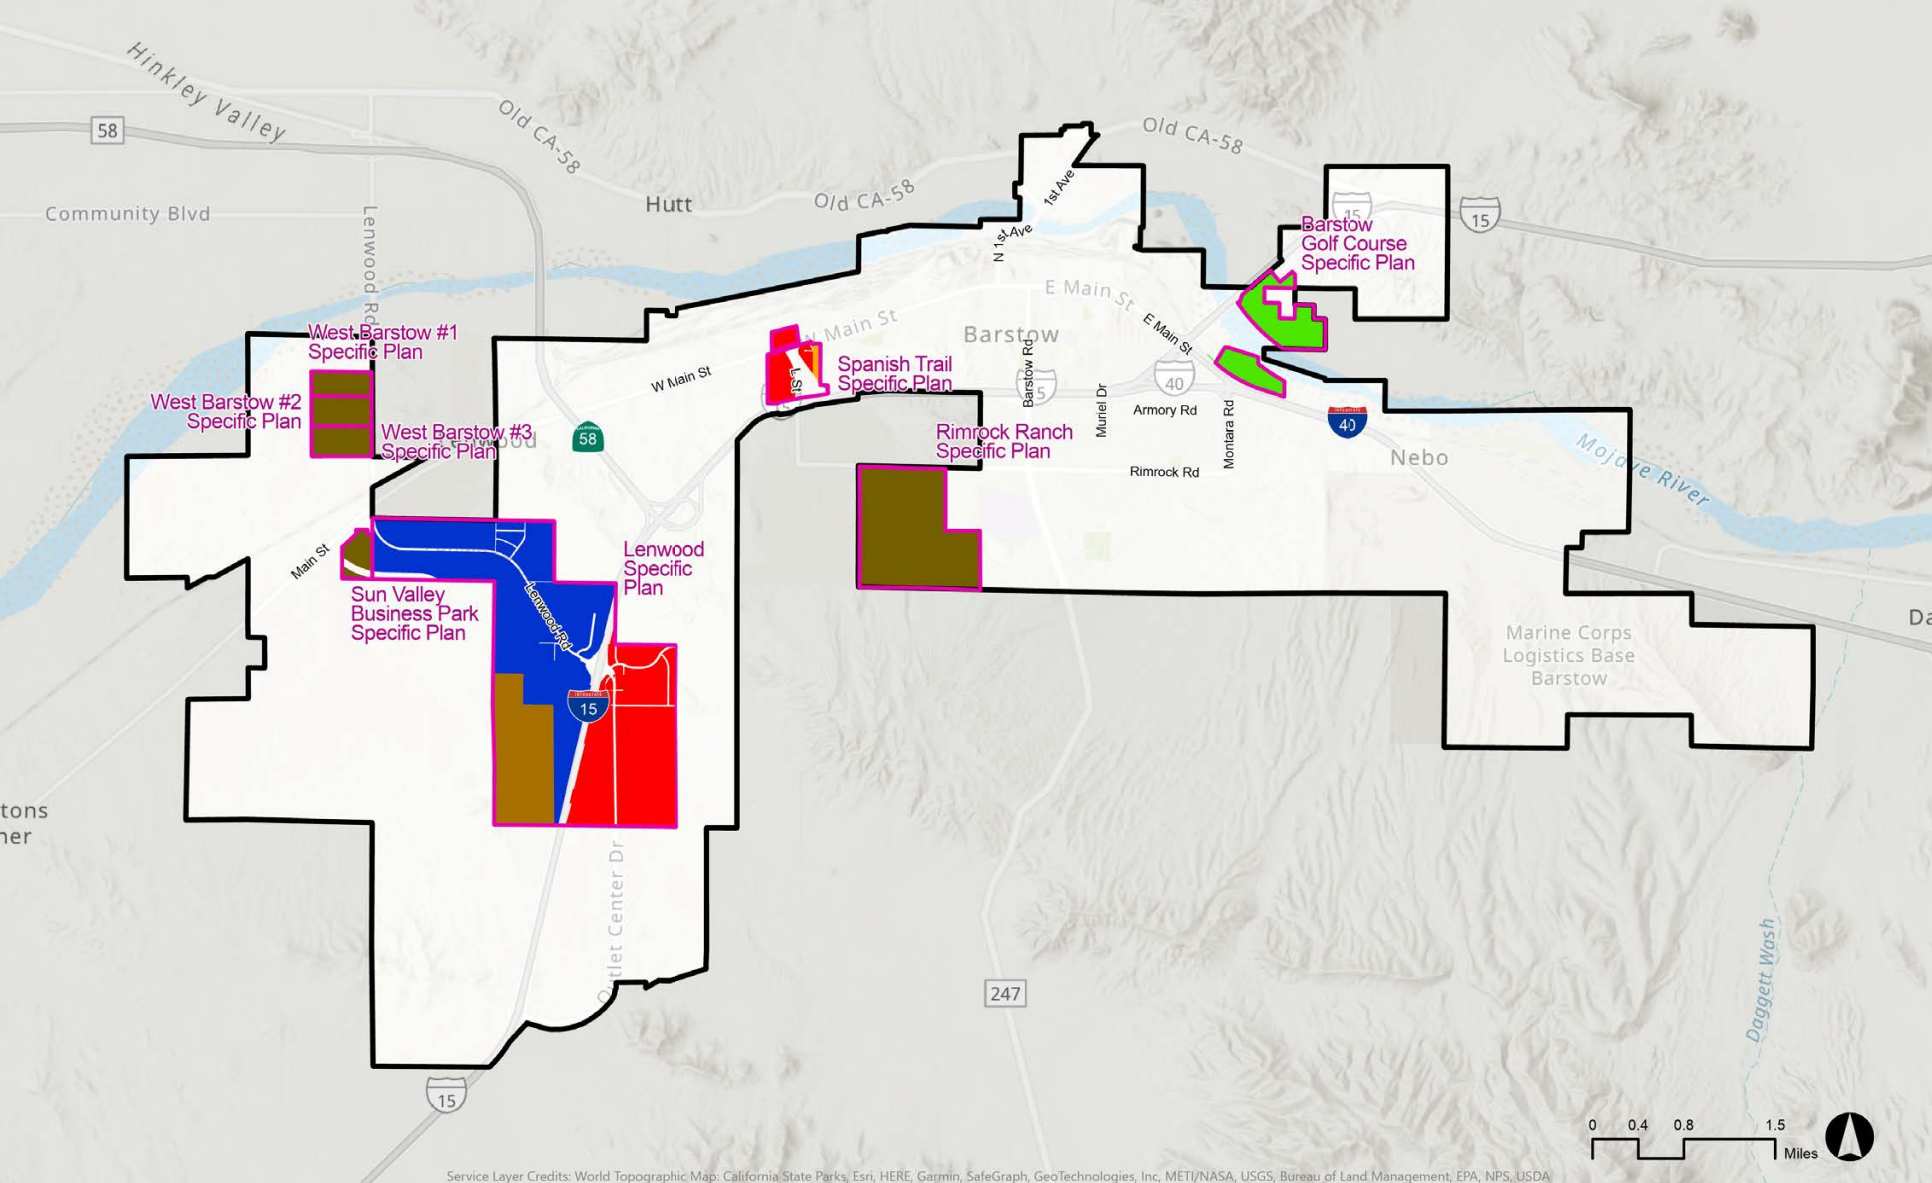 Hinkley Valley
58
Old CA-58
Old CA-58
Old CA-58
Community Blvd
Lenwood Rd
Hutt
1st Ave
N 1st Ave
15
15
Barstow
Golf Course
Specific Plan
E Main St
E Main St
W Main St
W Main St
Barstow
West Barstow #1
Specific Plan
West Barstow #2
Specific Plan
West Barstow #3
Specific Plan
58
L St
Spanish Trail
Specific Plan
Barstow Rd
Muriel Dr
40
Armory Rd
Montara Rd
INTERSTATE
40
Rimrock Ranch
Specific Plan
Rimrock Rd
Nebo
Mojave River
Main St
Lenwood
Specific
Plan
Lenwood Rd
Sun Valley
Business Park
Specific Plan
INTERSTATE
15
Marine Corps
Logistics Base
Barstow
Outlet Center Dr
247
Daggett Wash
15
0 0.4 0.8 1.5
Miles
Service Layer Credits: World Topographic Map: California State Parks, Esri, HERE, Garmin, SafeGraph, GeoTechnologies, Inc, METI/NASA, USGS, Bureau of Land Management, EPA, NPS, USDA